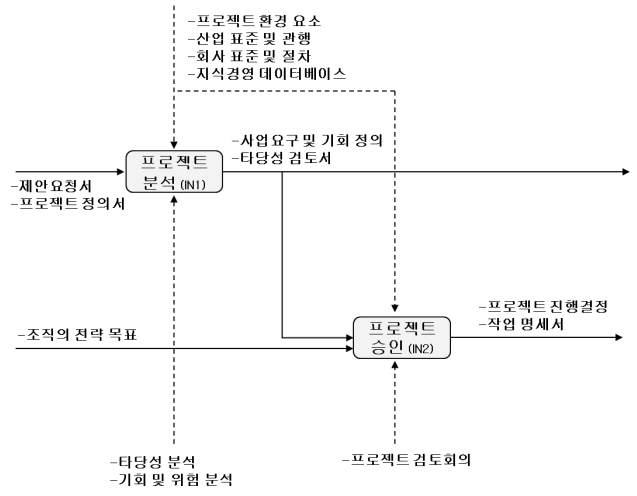 -프로젝트 환경 요소
-산업 표준 및 관행
-회사 표준 및 절차
-지식경영 데이터베이스
-사업요구 및 기회 정의
-타당성 검토서
프로젝트
분석 (IN1)
-제안요청서
-프로젝트 정의서
-조직의 전략 목표
프로젝트
승인 (IN2)
-프로젝트 진행결정
-작업 명세서
-타당성 분석
-기회 및 위험 분석
-프로젝트 검토회의